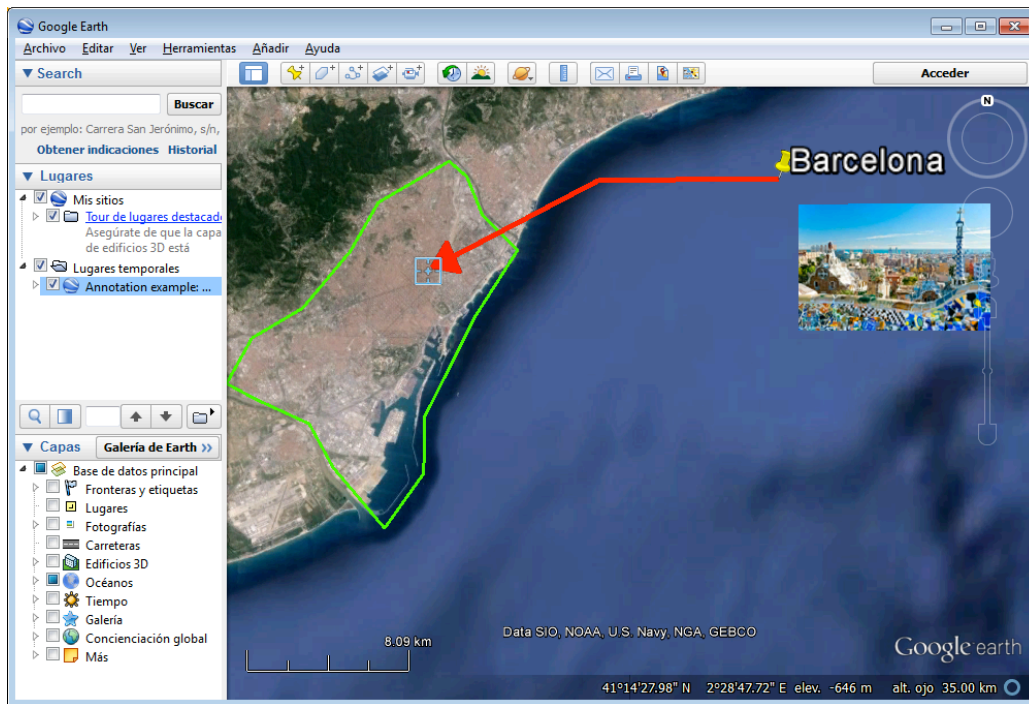 Google Earth
Archivo Editar Ver Herramientas Añadir Ayuda
Search
Acceder
Buscar
por ejemplo: Carrera San Jerónimo, s/n,
Obtener indicaciones Historial
Lugares
Mis sitios
Tour de lugares destacad
Asegúrate de que la capa
de edificios 3D está
Lugares temporales
Annotation example: ...
Capas
Galería de Earth >>
Base de datos principal
Fronteras y etiquetas
Lugares
Fotografías
Carreteras
Edificios 3D
Océanos
Tiempo
Galería
Concienciación global
Más
N
Barcelona
8.09 km
Data SIO, NOAA, U.S. Navy, NGA, GEBCO
Google earth
41°14'27.98" N 2°28'47.72" E elev. -646 m alt. ojo 35.00 km